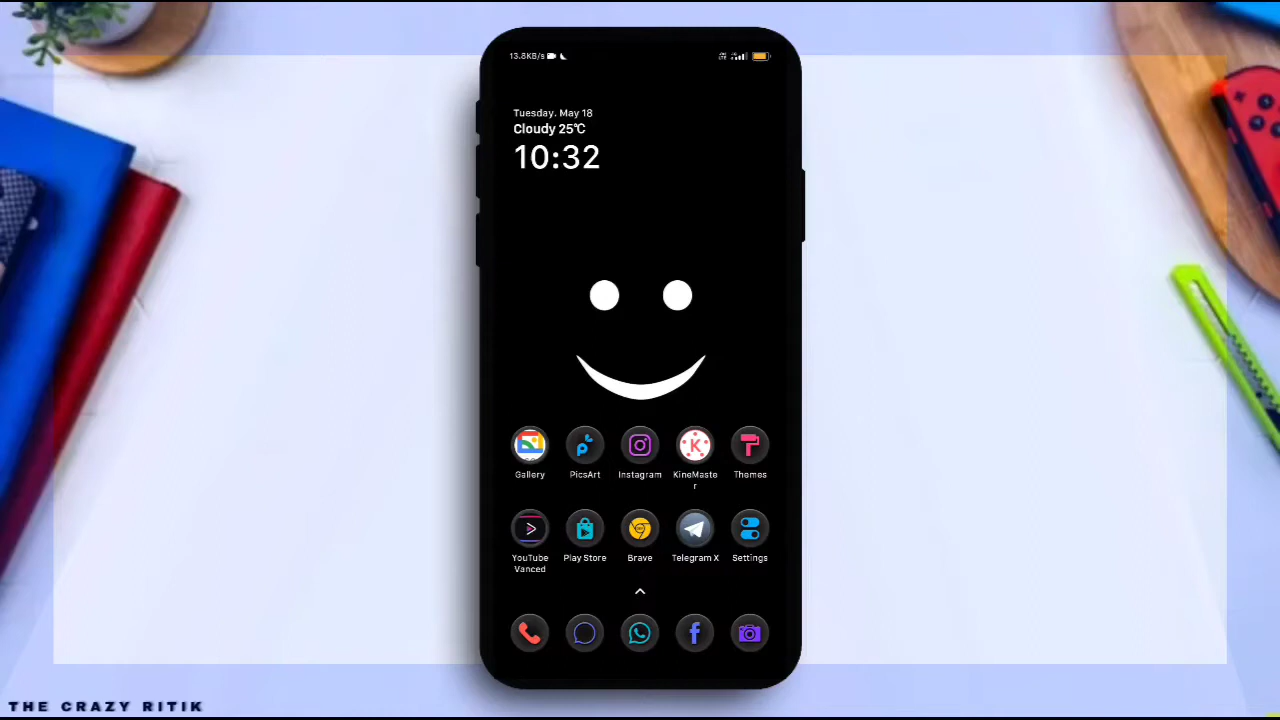 13.8KB/s
Tuesday, May 18
Cloudy 25℃
10:32
Gallery PicsArt Instagram KineMaste
r Themes
YouTube
Vanced Play Store Brave Telegram X Settings
THE CRAZY RITIK